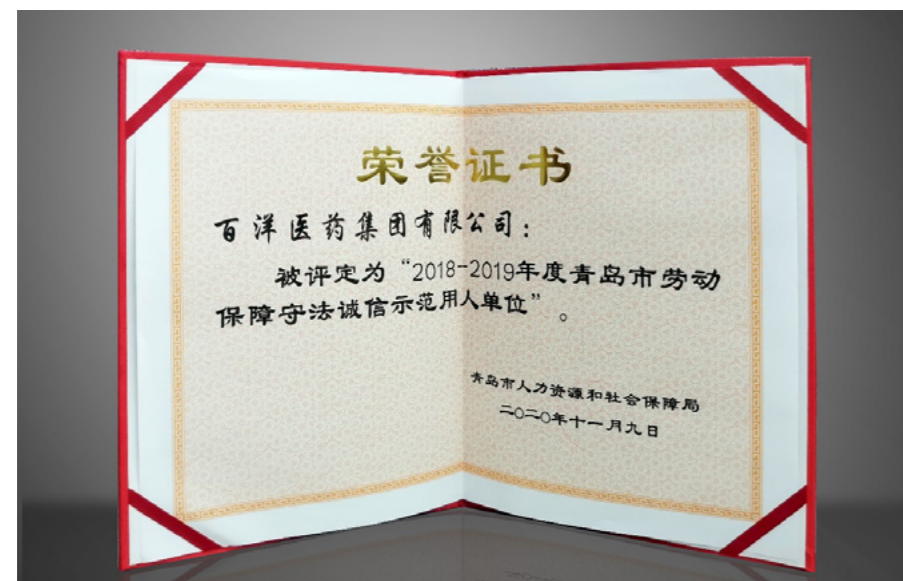 荣誉证书
百洋医药集团有限公司：
被评定为“2018-2019年度青岛市劳动
保障守法诚信示范用人单位”。
青岛市人力资源和社会保障局
二〇二〇年十一月九日